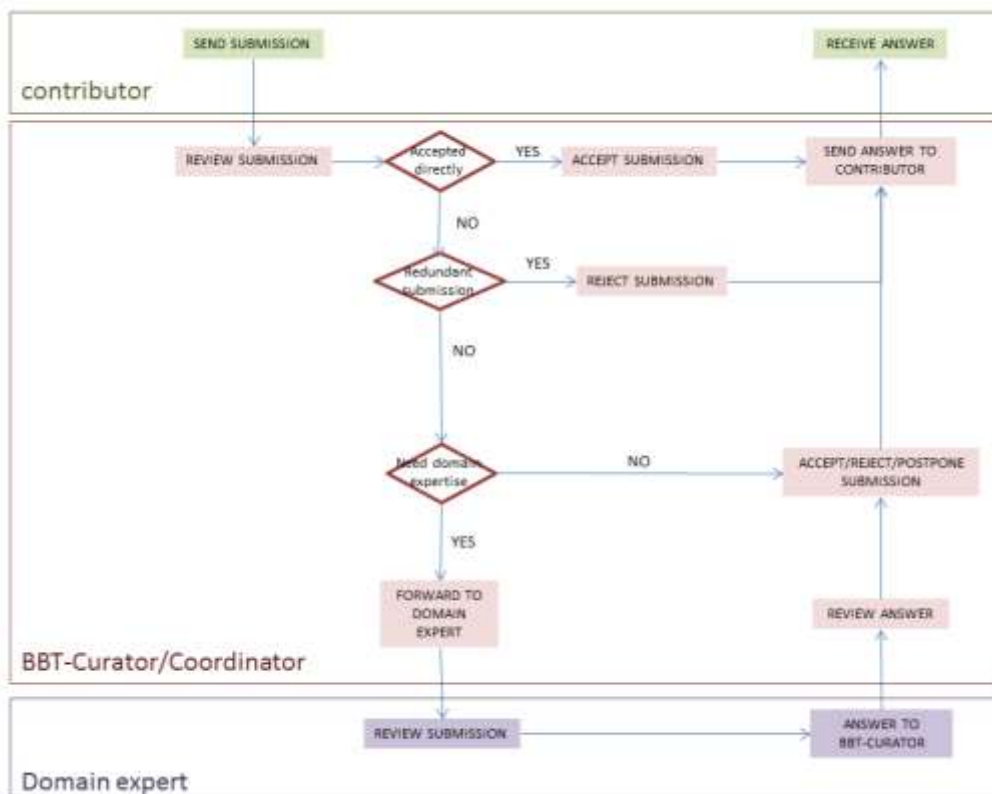 SEND SUBMISSION
RECEIVE ANSWER
contributor
REVIEW SUBMISSION
Accepted
directly
YES
ACCEPT SUBMISSION
SEND ANSWER TO
CONTRIBUTOR
NO
Redundant
submission
YES
REJECT SUBMISSION
NO
Need domain
expertise
NO
ACCEPT/REJECT/POSTPONE
SUBMISSION
YES
FORWARD TO
DOMAIN
EXPERT
REVIEW ANSWER
BBT-Curator/Coordinator
REVIEW SUBMISSION
ANSWER TO
BBT-CURATOR
Domain expert